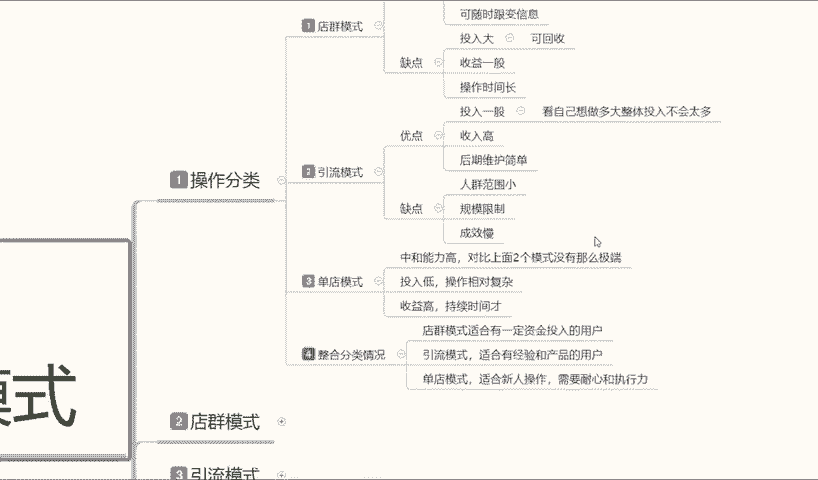 可随时跟变信息
1 店群模式
投入大 可回收
缺点 收益一般
操作时间长
投入一般 看自己想做多大整体投入不会太多
优点 收入高
后期维护简单
2 引流模式
1 操作分类
人群范围小
缺点 规模限制
成效慢
中和能力高，对比上面2个模式没有那么极端
3 单店模式 投入低，操作相对复杂
收益高，持续时间才
店群模式适合有一定资金投入的用户
4 整合分类情况 引流模式，适合有经验和产品的用户
单店模式，适合新人操作，需要耐心和执行力
模式
2 店群模式
3 引流模式